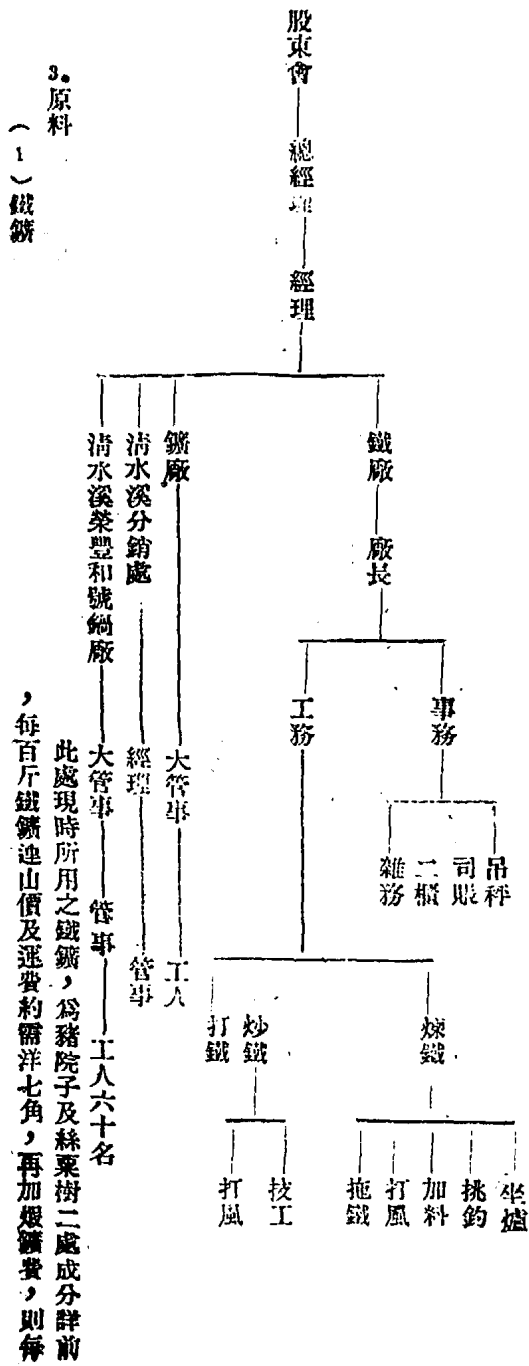 股東會
總經理
經理
鐵廠
廠長
事務
吊秤
司賬
二櫃
雜務
工務
煉鐵
坐爐
挑鈎
加料
打風
拖鐵
炒鐵
技工
打風
打鐵
鑛廠
大管事
工人
清水溪分銷處
經理
管事
清水溪榮豐和號鍋廠
大管事
管事
工人六十名
3.原料
(1)鐵鑛
此處現時所用之鐵鑛,爲豬院子及絲栗樹二處成分詳前
,每百斤鐵鑛連山價及運費約需洋七角,再加煅鑛費,則每